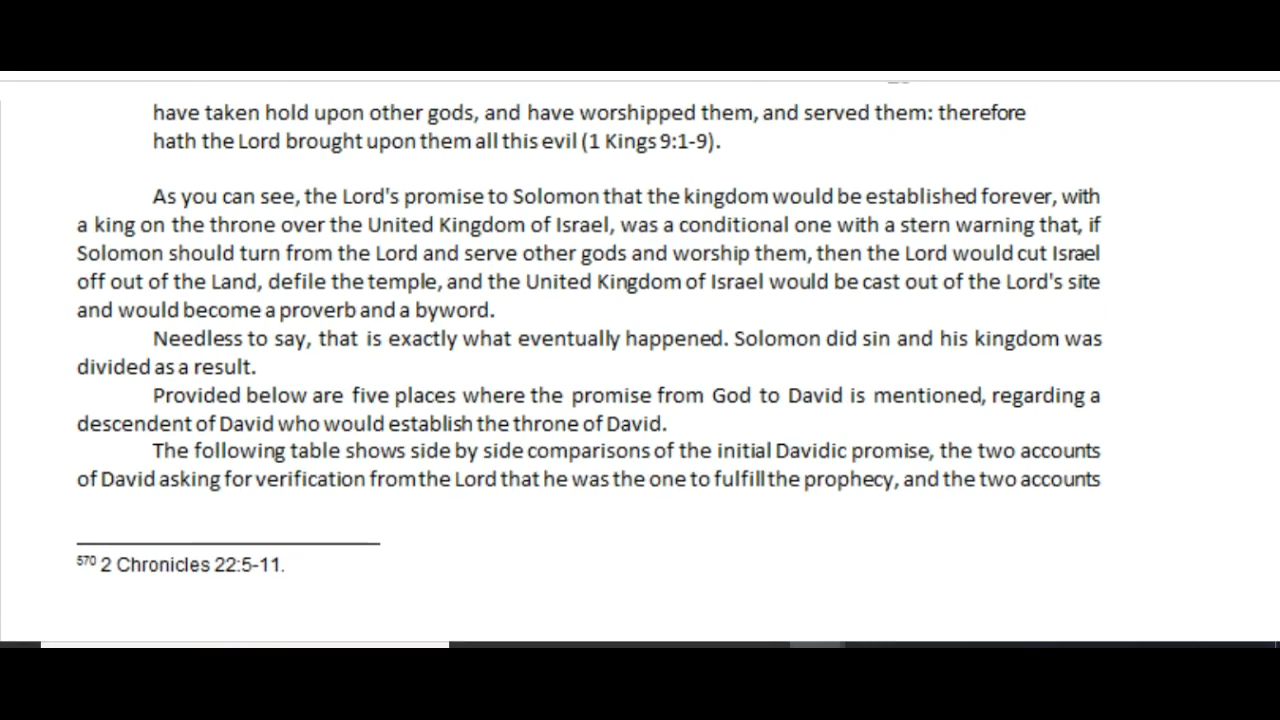 have taken hold upon other gods, and have worshipped them, and served them: therefore
hath the Lord brought upon them all this evil (1 Kings 9:1-9).
As you can see, the Lord's promise to Solomon that the kingdom would be established forever, with
a king on the throne over the United Kingdom of Israel, was a conditional one with a stern warning that, if
Solomon should turn from the Lord and serve other gods and worship them, then the Lord would cut Israel
off out of the Land, defile the temple, and the United Kingdom of Israel would be cast out of the Lord's site
and would become a proverb and a byword.
Needless to say, that is exactly what eventually happened. Solomon did sin and his kingdom was
divided as a result.
Provided below are five places where the promise from God to David is mentioned, regarding a
descendent of David who would establish the throne of David.
The following table shows side by side comparisons of the initial Davidic promise, the two accounts
of David asking for verification from the Lord that he was the one to fulfill the prophecy, and the two accounts
570 2 Chronicles 22:5-11.